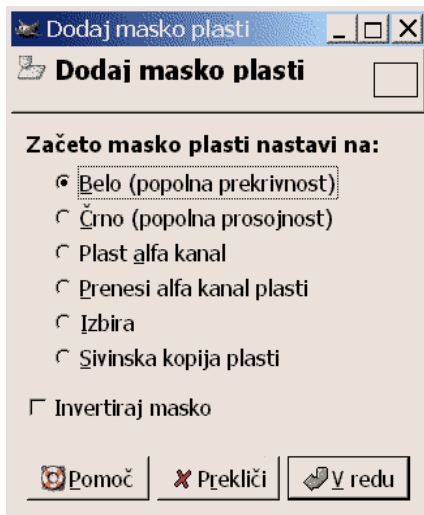 Dodaj masko plasti
Dodaj masko plasti
Začeto masko plasti nastavi na:
Belo (popolna prekrivnost)
Črno (popolna prosojnost)
Plast alfa kanal
Prenesi alfa kanal plasti
Izbira
Sivinska kopija plasti
Invertiraj masko
Pomoč Prekliči V redu